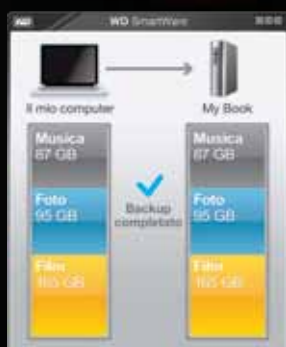 WD
WD SmartWare
Il mio computer
My Book
Musica
87 GB
Foto
95 GB
Film
165 GB
Backup
completato
Musica
87 GB
Foto
95 GB
Film
165 GB